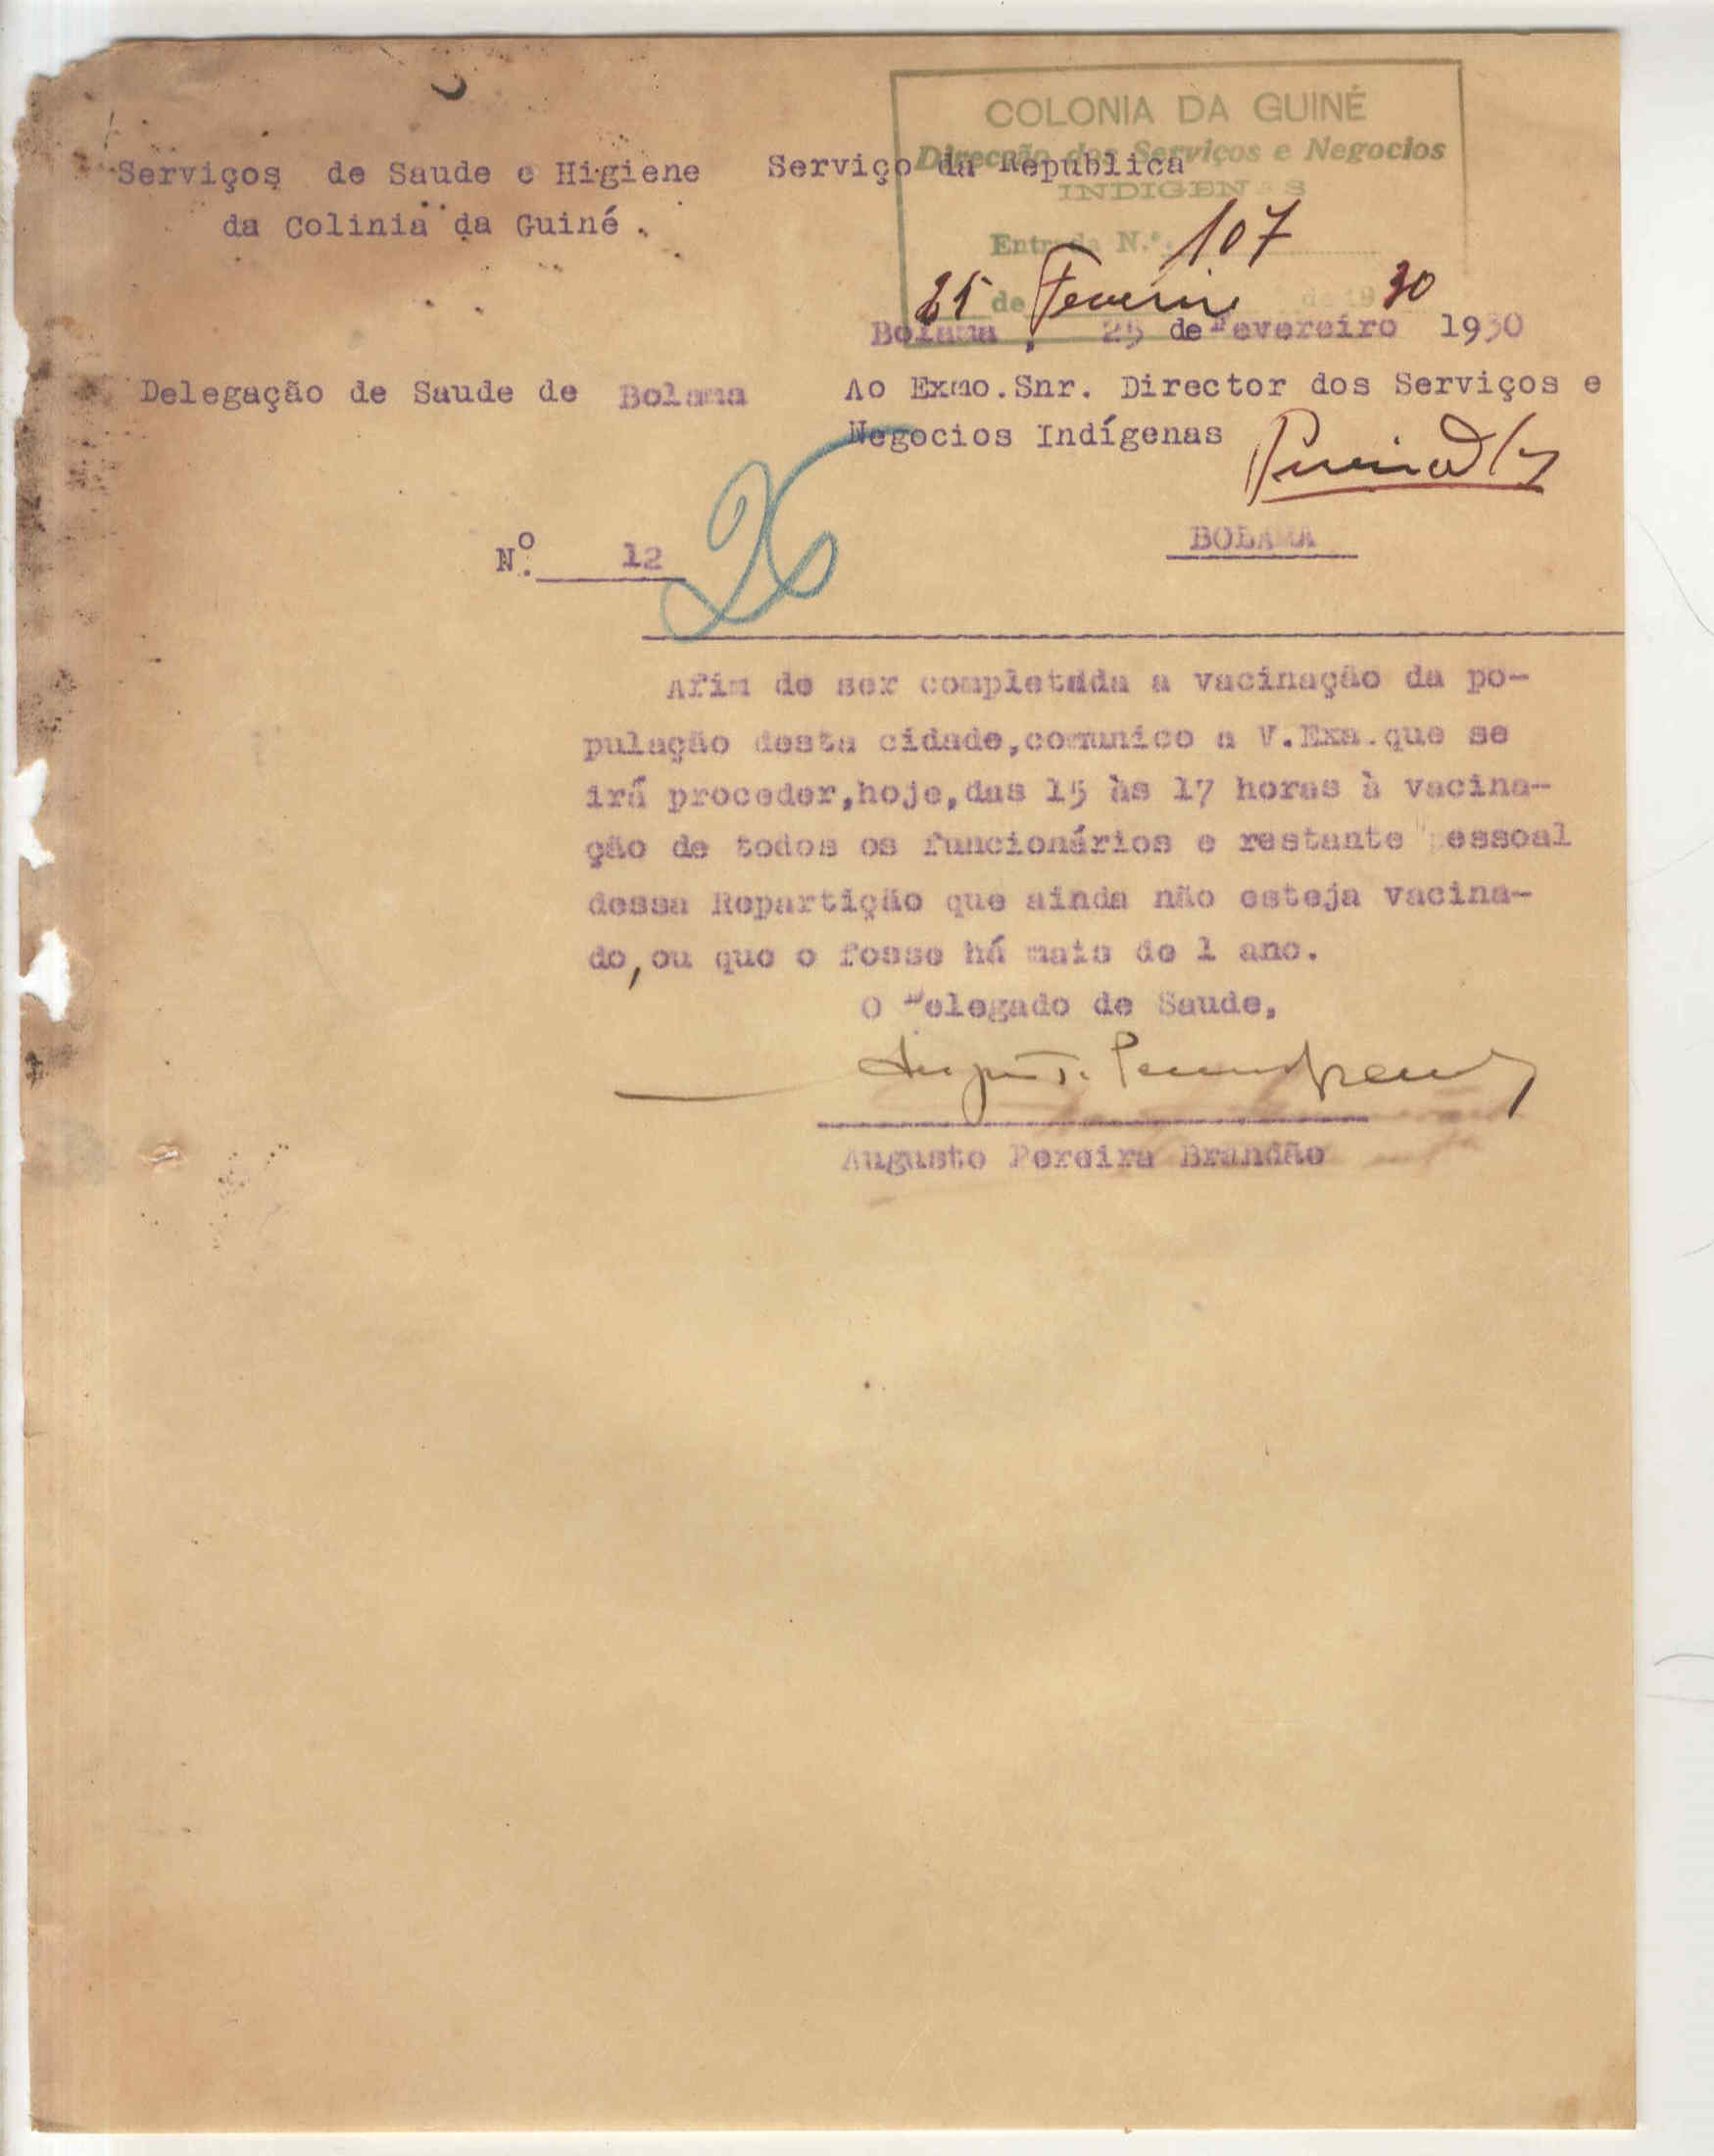 COLONIA DA GUINÉ
Direcção dos Serviços e Negocios
INDIGENAS
Entrada N.º 107
25 de Fevereiro de 1930
Serviços de Saude e Higiene
da Colinia da Guiné.
Serviço da Republica
Bolama, 25 de Fevereiro 1930
Delegação de Saude de Bolama
Ao Exmo.Snr. Director dos Serviços e
Negocios Indígenas
BOLAMA
Nº. 12
26
Afim de ser completada a vacinação da po-
pulação desta cidade,comunico a V.Exa.que se
irá proceder,hoje,das 15 às 17 horas à vacina-
ção de todos os funcionários e restante pessoal
dessa Repartição que ainda não esteja vacina-
do,ou que o fosse há mais de 1 ano.
O Delegado de Saude,
Augusto Pereira Brandão